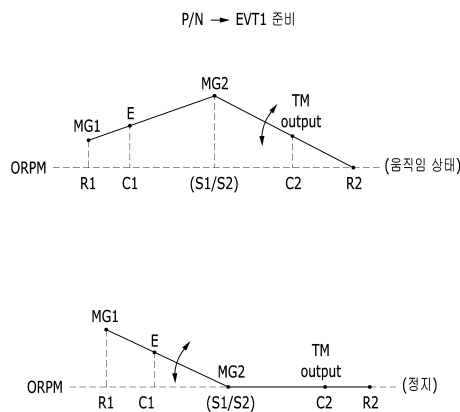 P/N → EVT1 준비
MG2
TM
output
E
MG1
ORPM
(움직임 상태)
R1
C1
(S1/S2)
C2
R2
MG1
E
TM
output
MG2
ORPM
(정지)
R1
C1
(S1/S2)
C2
R2